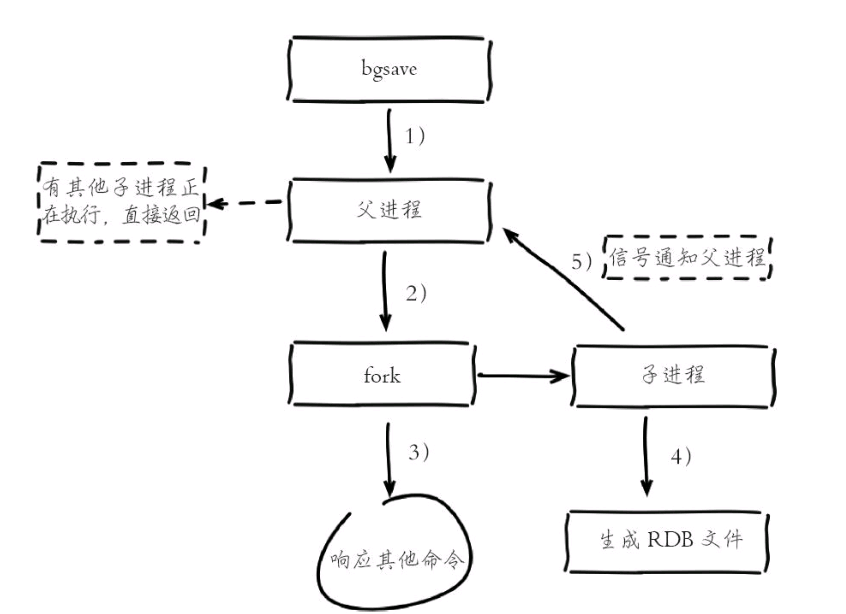 bgsave
1)
有其他子进程正
在执行，直接返回
父进程
5)
信号通知父进程
2)
fork
子进程
3)
4)
响应其他命令
生成 RDB 文件